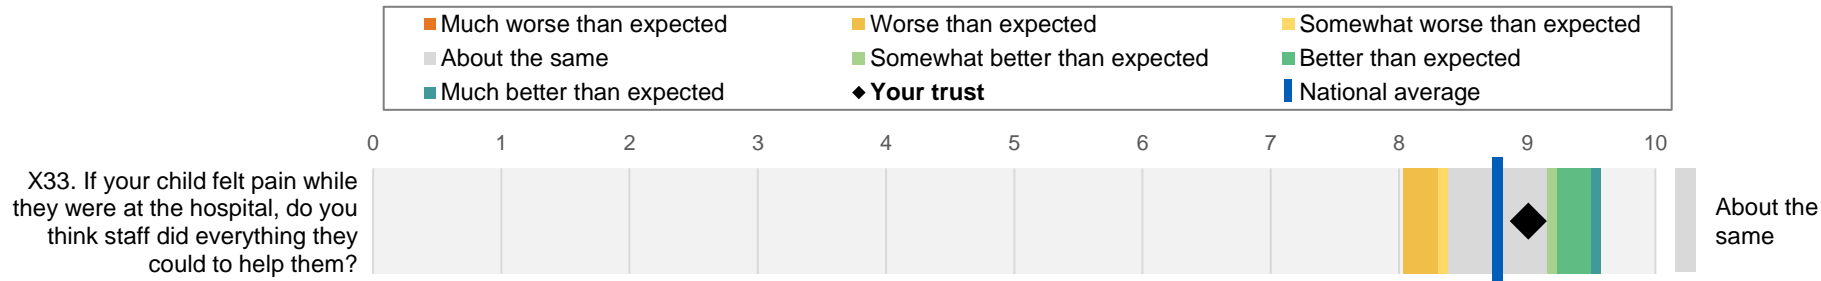 Much worse than expected
Worse than expected
Somewhat worse than expected
About the same
Somewhat better than expected
Better than expected
Much better than expected
Your trust
National average
0 1 2 3 4 5 6 7 8 9 10
X33. If your child felt pain while
they were at the hospital, do you
think staff did everything they
could to help them?
About the
same